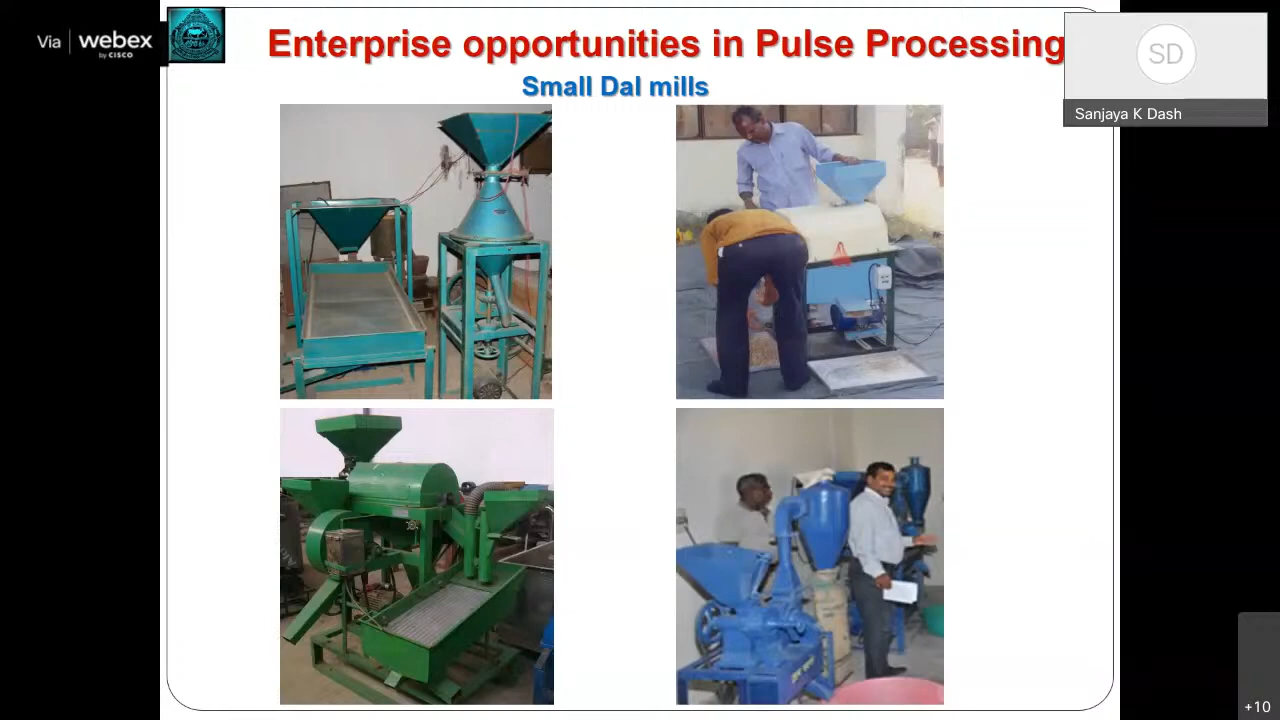 Via webex
by CISCO
Enterprise opportunities in Pulse Processing
Small Dal mills
SD
Sanjaya K Dash
+10